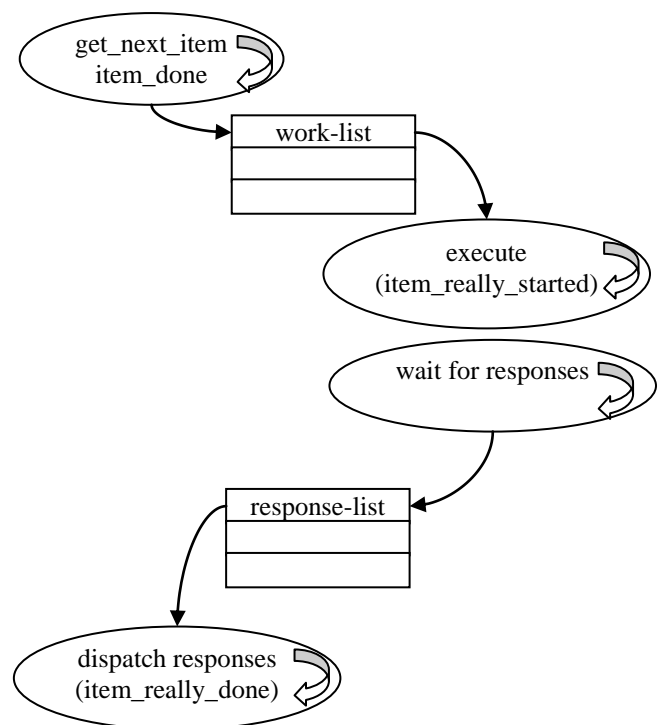 get_next_item
item_done
work-list
execute
(item_really_started)
wait for responses
response-list
dispatch responses
(item_really_done)